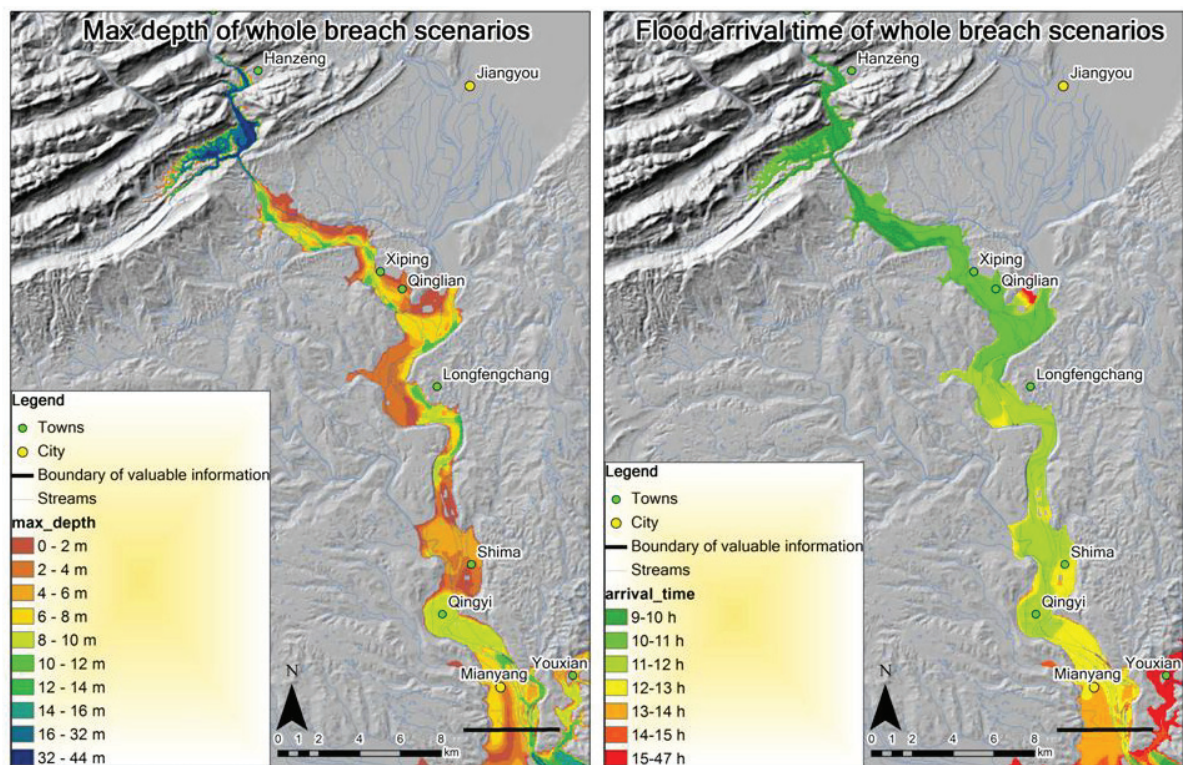 Max depth of whole breach scenarios
Hanzeng
Jiangyou
Xiping
Qinglian
Longfengchang
Shima
Qingyi
Mianyang
Youxian
Legend
Towns
City
Boundary of valuable information
Streams
max_depth
0 - 2 m
2 - 4 m
4 - 6 m
6 - 8 m
8 - 10 m
10 - 12 m
12 - 14 m
14 - 16 m
16 - 32 m
32 - 44 m
N
0 1 2 4 6 8
km
Flood arrival time of whole breach scenarios
Hanzeng
Jiangyou
Xiping
Qinglian
Longfengchang
Shima
Qingyi
Mianyang
Youxian
Legend
Towns
City
Boundary of valuable information
Streams
arrival_time
9-10 h
10-11 h
11-12 h
12-13 h
13-14 h
14-15 h
15-47 h
N
0 1 2 4 6 8
km